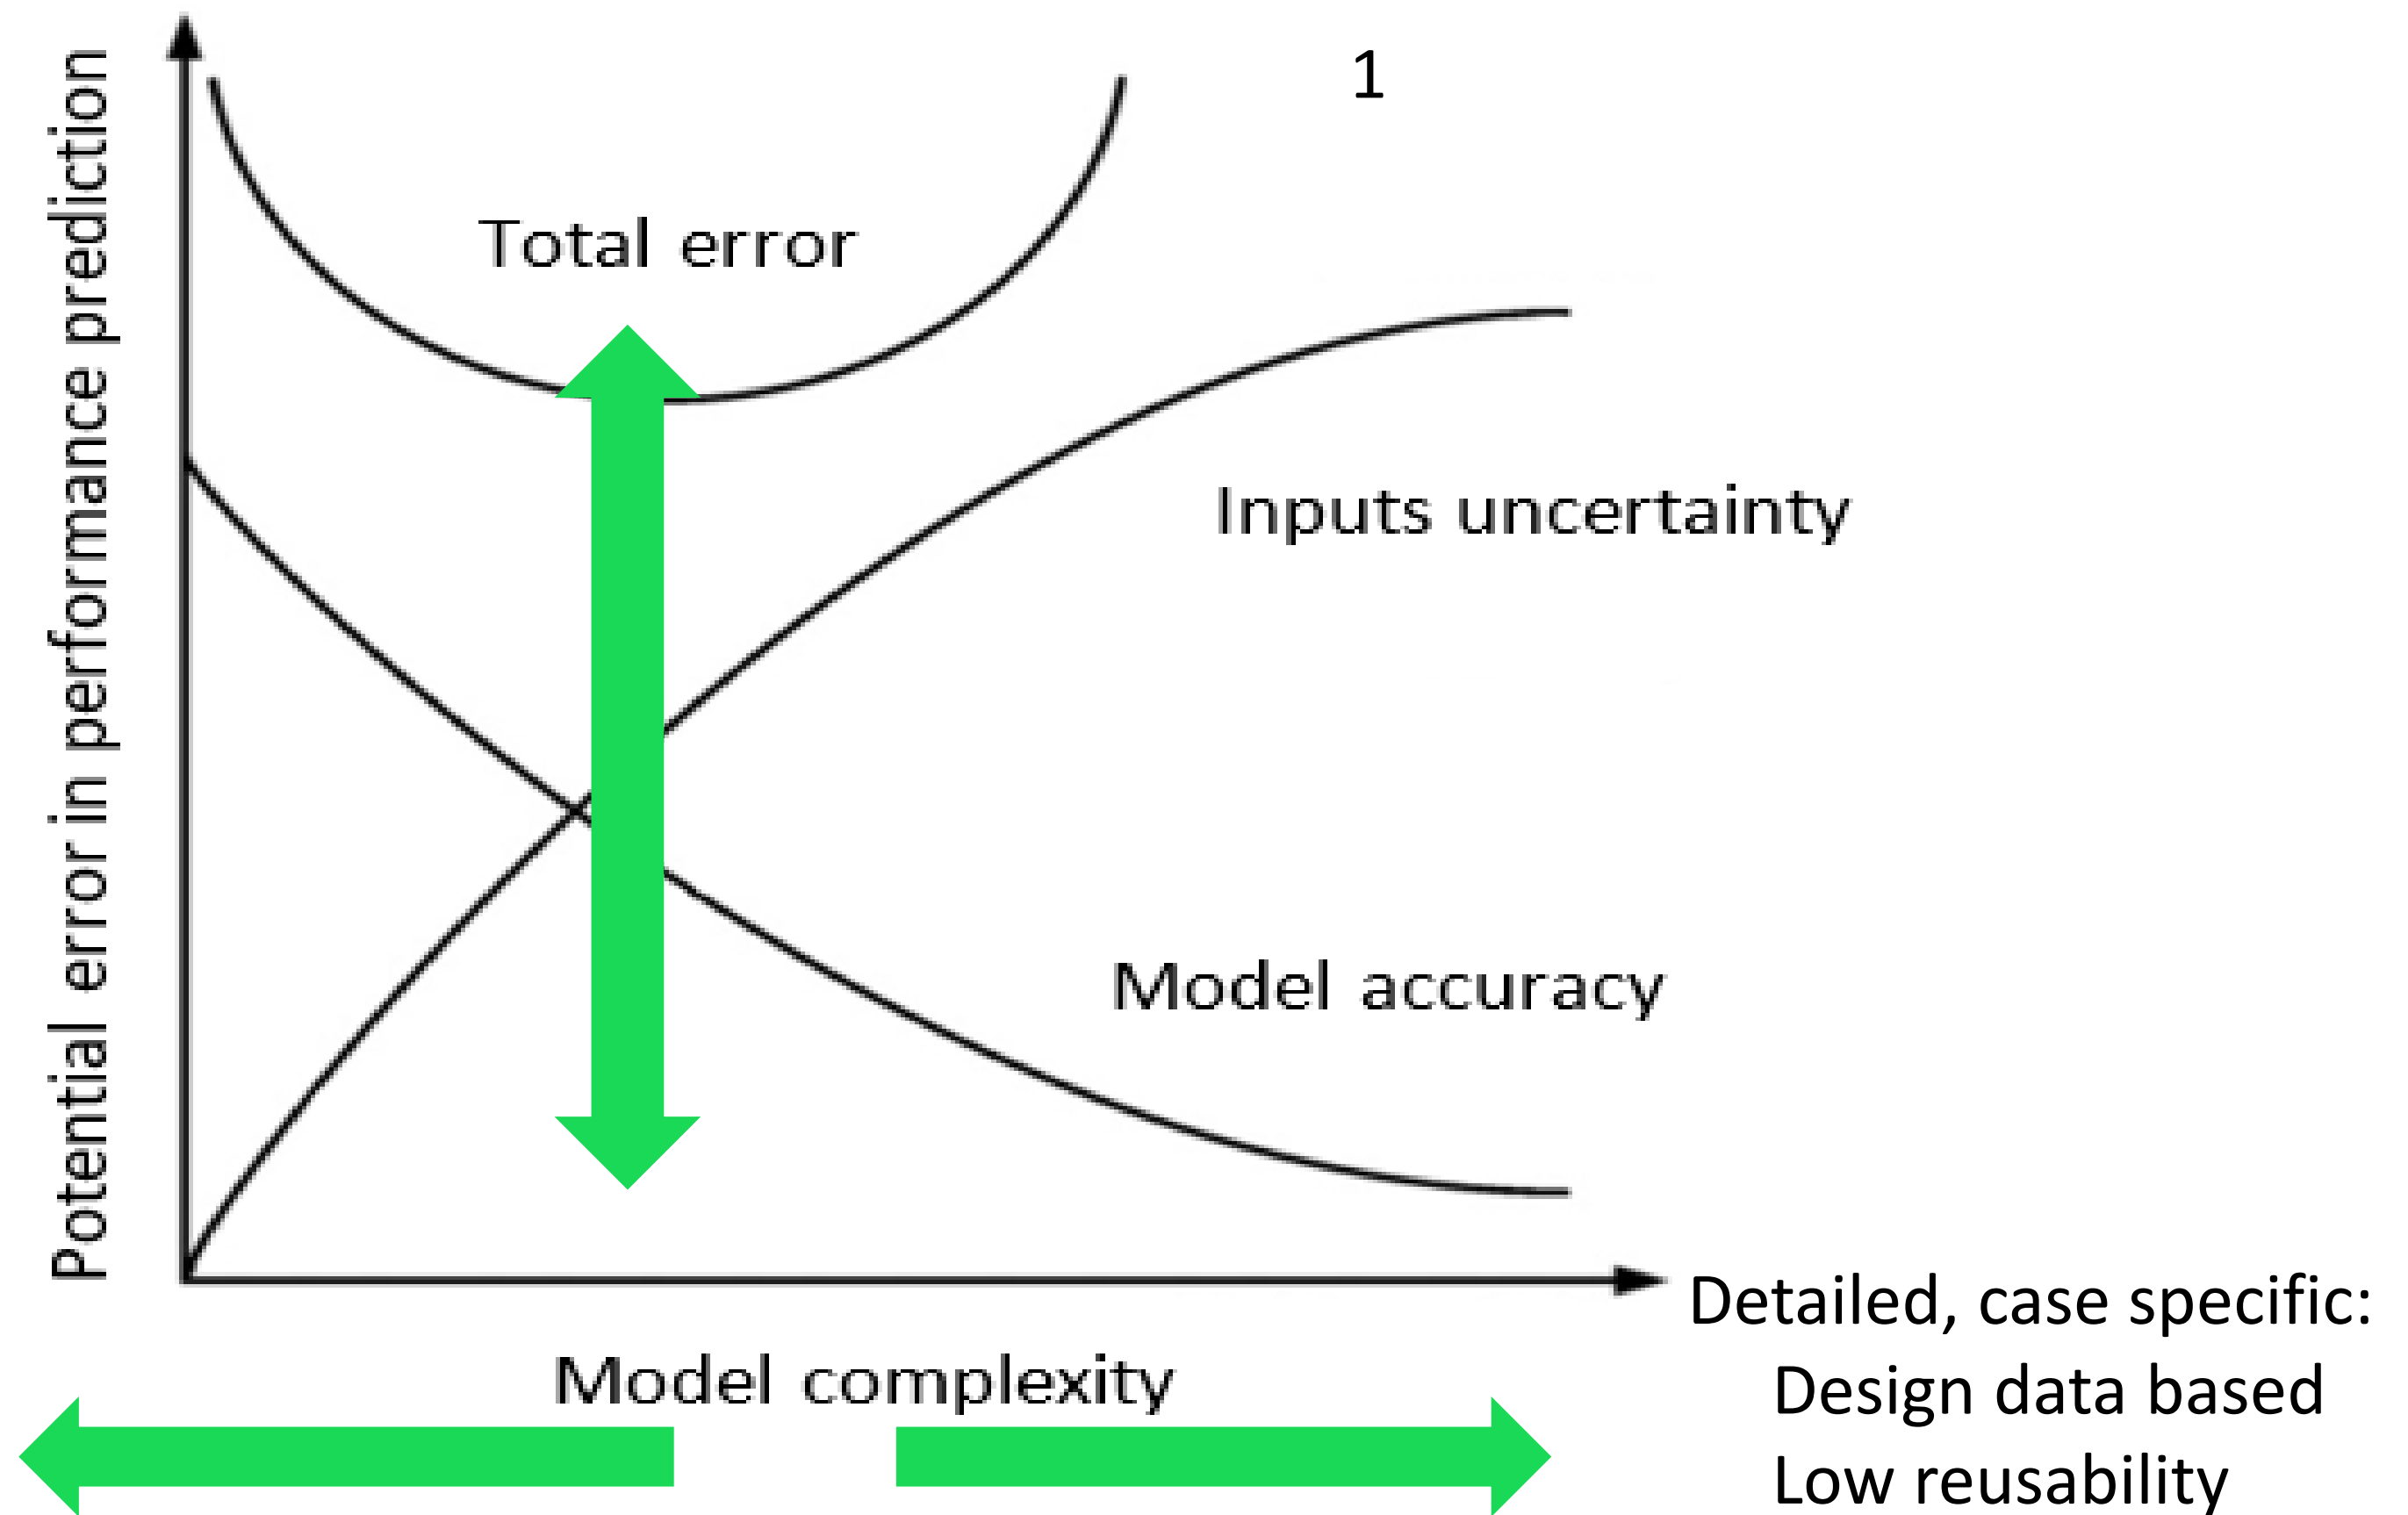 1
Potential error in performance prediction
Total error
Inputs uncertainty
Model accuracy
Model complexity
Detailed, case specific:
Design data based
Low reusability